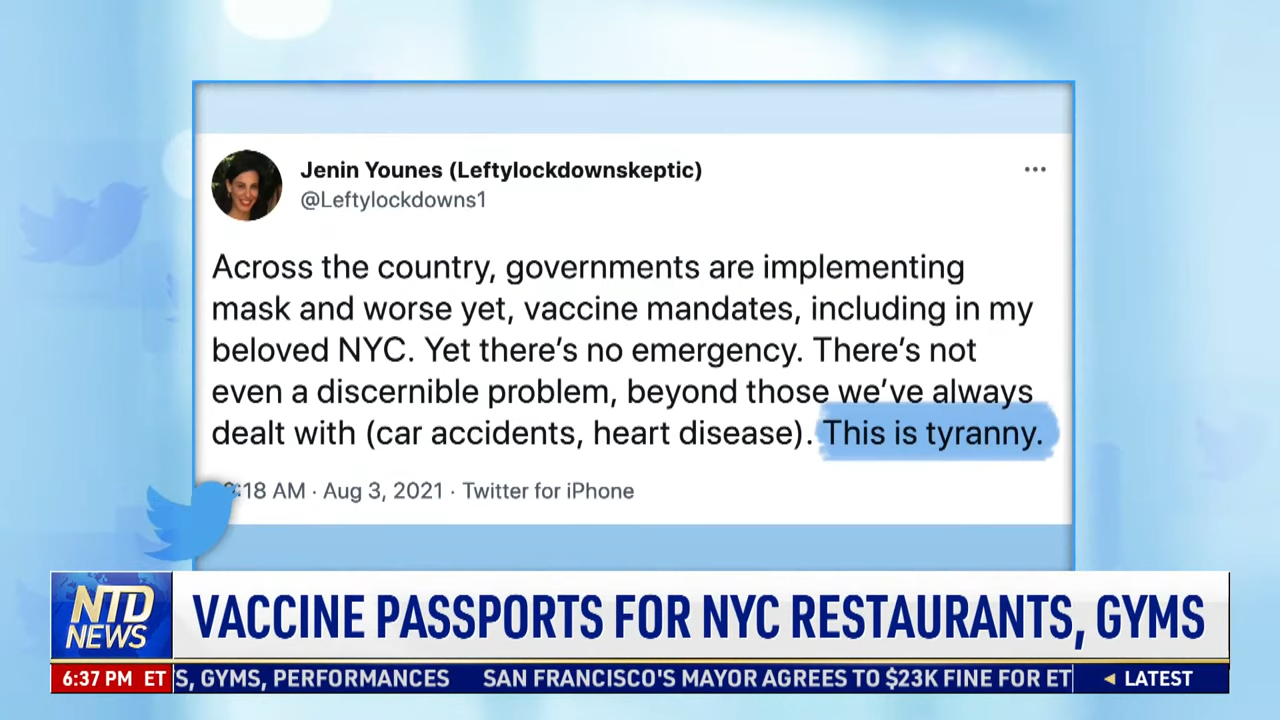 Jenin Younes (Leftylockdownskeptic)
@Leftylockdowns1
Across the country, governments are implementing
mask and worse yet, vaccine mandates, including in my
beloved NYC. Yet there's no emergency. There's not
even a discernible problem, beyond those we've always
dealt with (car accidents, heart disease). This is tyranny.
:18 AM · Aug 3, 2021 · Twitter for iPhone
NTD
NEWS
VACCINE PASSPORTS FOR NYC RESTAURANTS, GYMS
6:37 PM ET
S, GYMS, PERFORMANCES SAN FRANCISCO'S MAYOR AGREES TO $23K FINE FOR ET
◄ LATEST